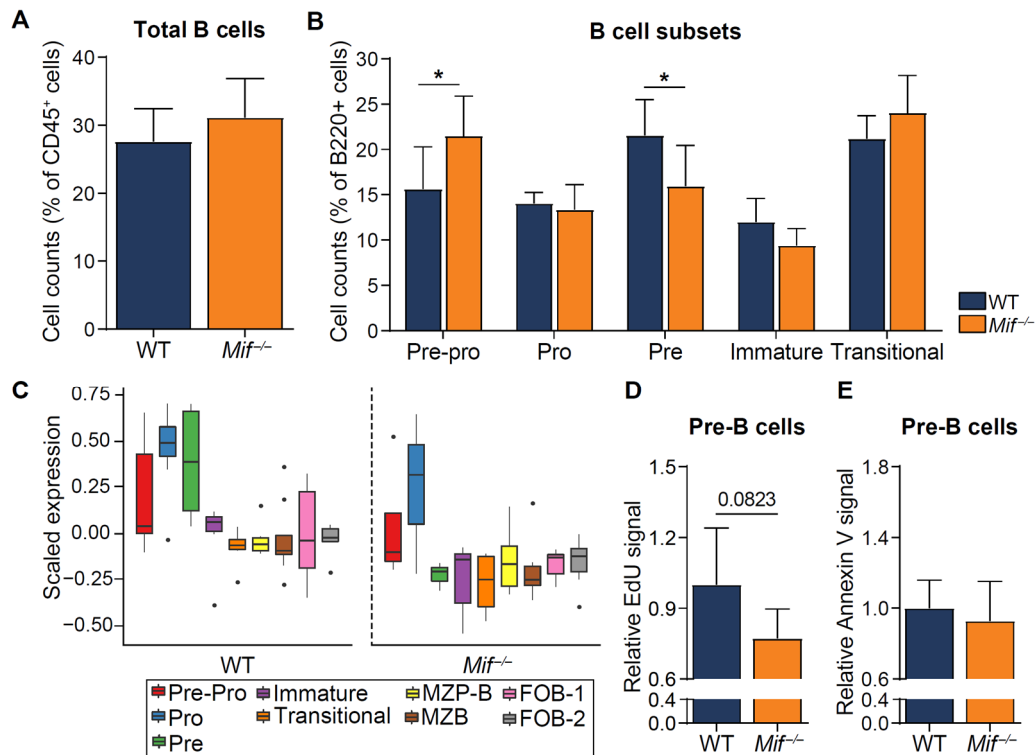 A
Total B cells
Cell counts (% of CD45⁺ cells)
40
30
20
10
0
WT
Mif⁻/⁻
B
B cell subsets
Cell counts (% of B220+ cells)
30
25
20
15
10
5
0
*
*
Pre-pro
Pro
Pre
Immature
Transitional
WT
Mif⁻/⁻
C
Scaled expression
0.75
0.50
0.25
0.00
−0.25
−0.50
WT
Mif⁻/⁻
Pre-Pro
Pro
Pre
Immature
Transitional
MZP-B
MZB
FOB-1
FOB-2
D
Pre-B cells
Relative EdU signal
1.5
1.2
0.9
0.6
0.4
0.0
0.0823
WT
Mif⁻/⁻
E
Pre-B cells
Relative Annexin V signal
1.8
1.4
1.0
0.6
0.4
0.0
WT
Mif⁻/⁻